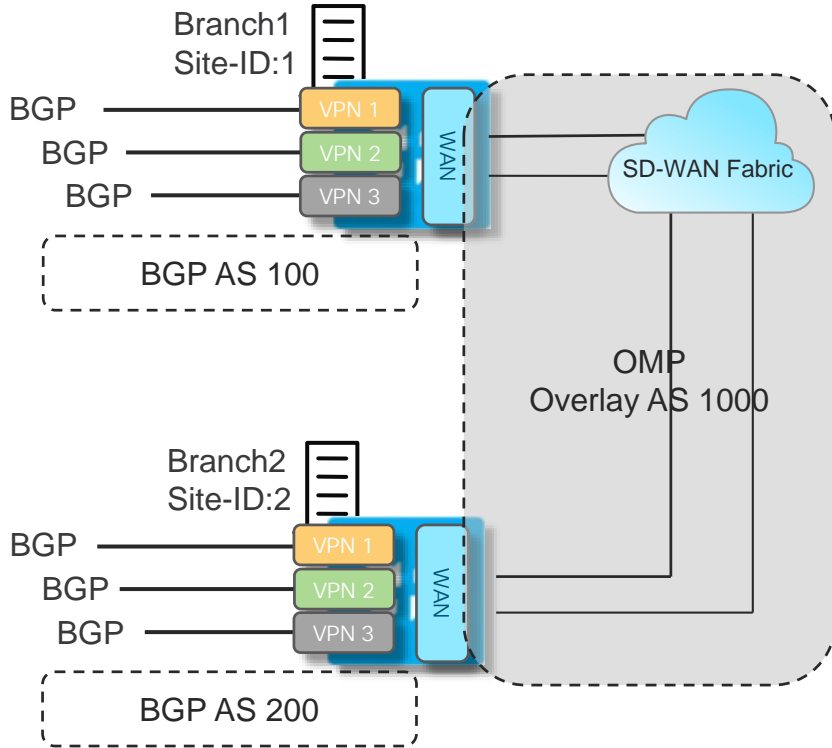 Branch1
Site-ID:1
BGP
VPN 1
BGP
VPN 2
BGP
VPN 3
WAN
SD-WAN Fabric
BGP AS 100
OMP
Overlay AS 1000
Branch2
Site-ID:2
BGP
VPN 1
BGP
VPN 2
BGP
VPN 3
WAN
BGP AS 200